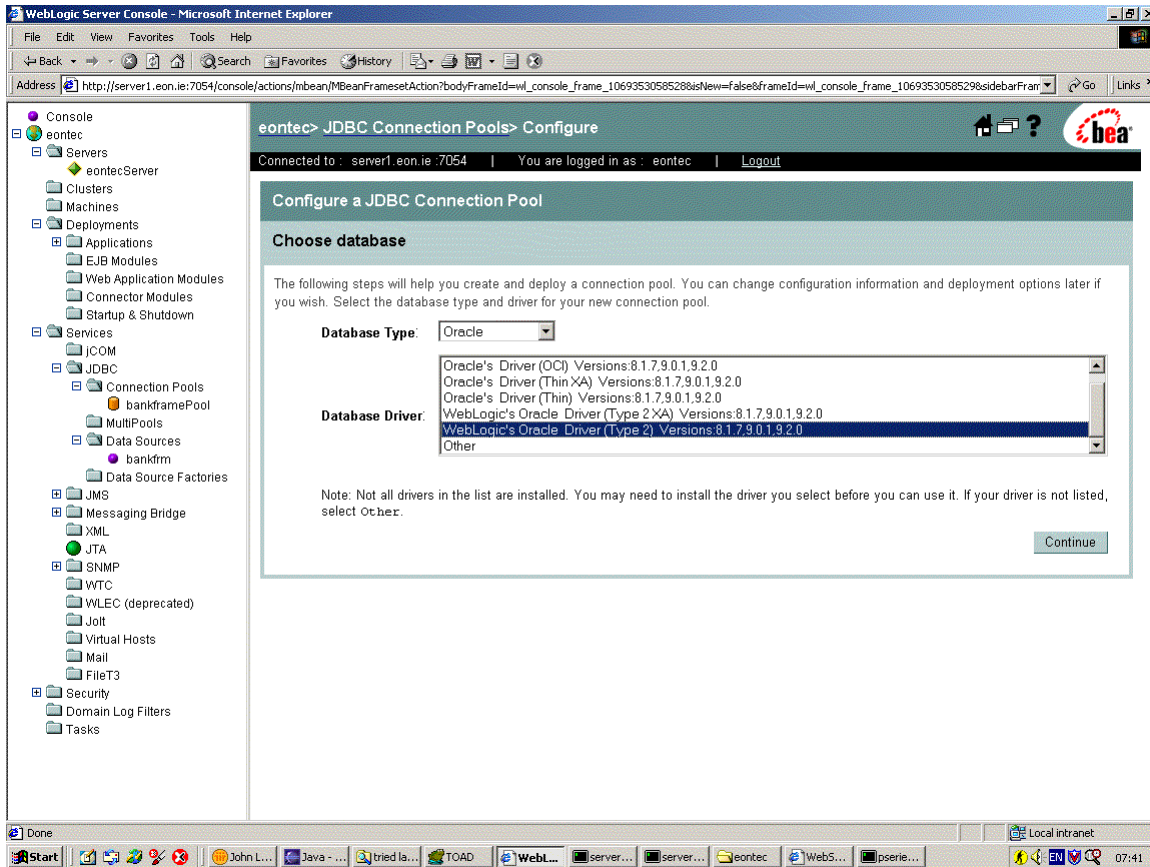 WebLogic Server Console - Microsoft Internet Explorer
File Edit View Favorites Tools Help
Back Search Favorites History
Address http://server1.eon.ie:7054/console/actions/mbean/MBeanFramesetAction?bodyFrameId=wl_console_frame_1069353058528&isNew=false&frameId=wl_console_frame_1069353058529&sidebarFram Go Links
Console
eontec
Servers
eontecServer
Clusters
Machines
Deployments
Applications
EJB Modules
Web Application Modules
Connector Modules
Startup & Shutdown
Services
jCOM
JDBC
Connection Pools
bankframePool
MultiPools
Data Sources
bankfrm
Data Source Factories
JMS
Messaging Bridge
XML
JTA
SNMP
WTC
WLEC (deprecated)
Jolt
Virtual Hosts
Mail
FileT3
Security
Domain Log Filters
Tasks
eontec> JDBC Connection Pools> Configure
bea
Connected to : server1.eon.ie :7054 | You are logged in as : eontec | Logout
Configure a JDBC Connection Pool
Choose database
The following steps will help you create and deploy a connection pool. You can change configuration information and deployment options later if
you wish. Select the database type and driver for your new connection pool.
Database Type: Oracle
Database Driver:
Oracle's Driver (OCI) Versions:8.1.7,9.0.1,9.2.0
Oracle's Driver (Thin XA) Versions:8.1.7,9.0.1,9.2.0
Oracle's Driver (Thin) Versions:8.1.7,9.0.1,9.2.0
WebLogic's Oracle Driver (Type 2 XA) Versions:8.1.7,9.0.1,9.2.0
WebLogic's Oracle Driver (Type 2) Versions:8.1.7,9.0.1,9.2.0
Other
Note: Not all drivers in the list are installed. You may need to install the driver you select before you can use it. If your driver is not listed,
select Other.
Continue
Done Local intranet
Start John L... Java - ... tried la... TOAD WebL... server... server... eontec WebS... pserie... EN 07:41